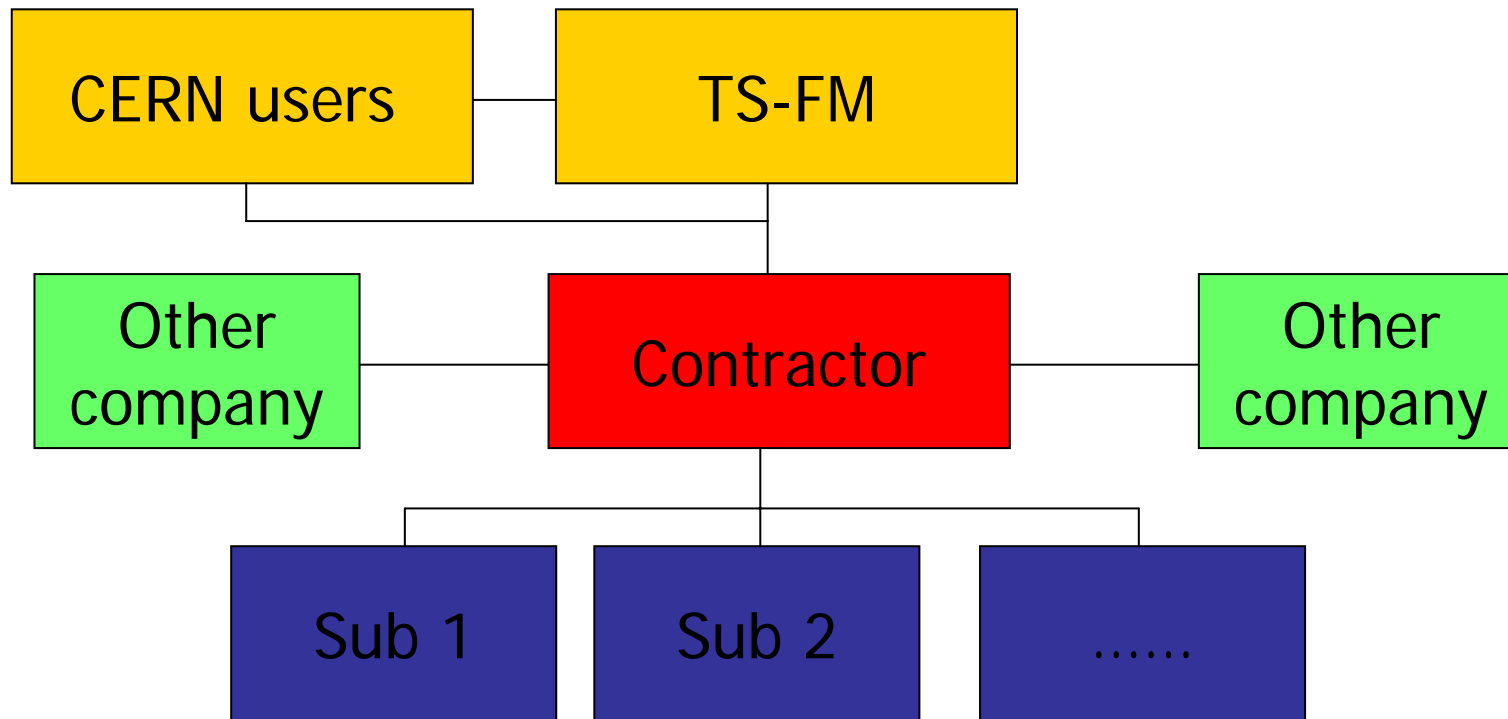 CERN users
TS-FM
Other
company
Contractor
Other
company
Sub 1
Sub 2
......